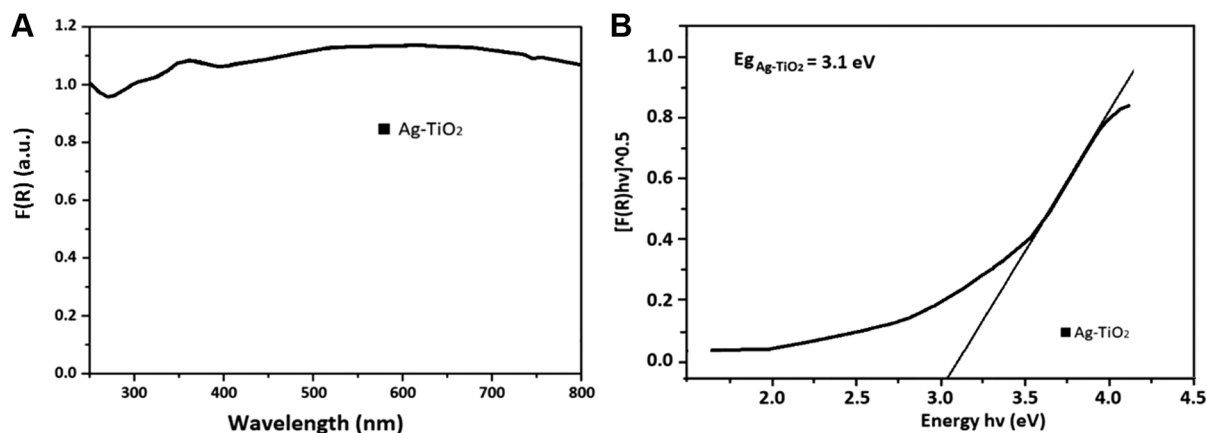 A
1.2
1.0
0.8
0.6
0.4
0.2
0.0
F(R) (a.u.)
■ Ag-TiO₂
300 400 500 600 700 800
Wavelength (nm)
B
1.0
0.8
0.6
0.4
0.2
0.0
[F(R)hv]^0.5
Eg Ag-TiO₂ = 3.1 eV
■ Ag-TiO₂
2.0 2.5 3.0 3.5 4.0 4.5
Energy hv (eV)